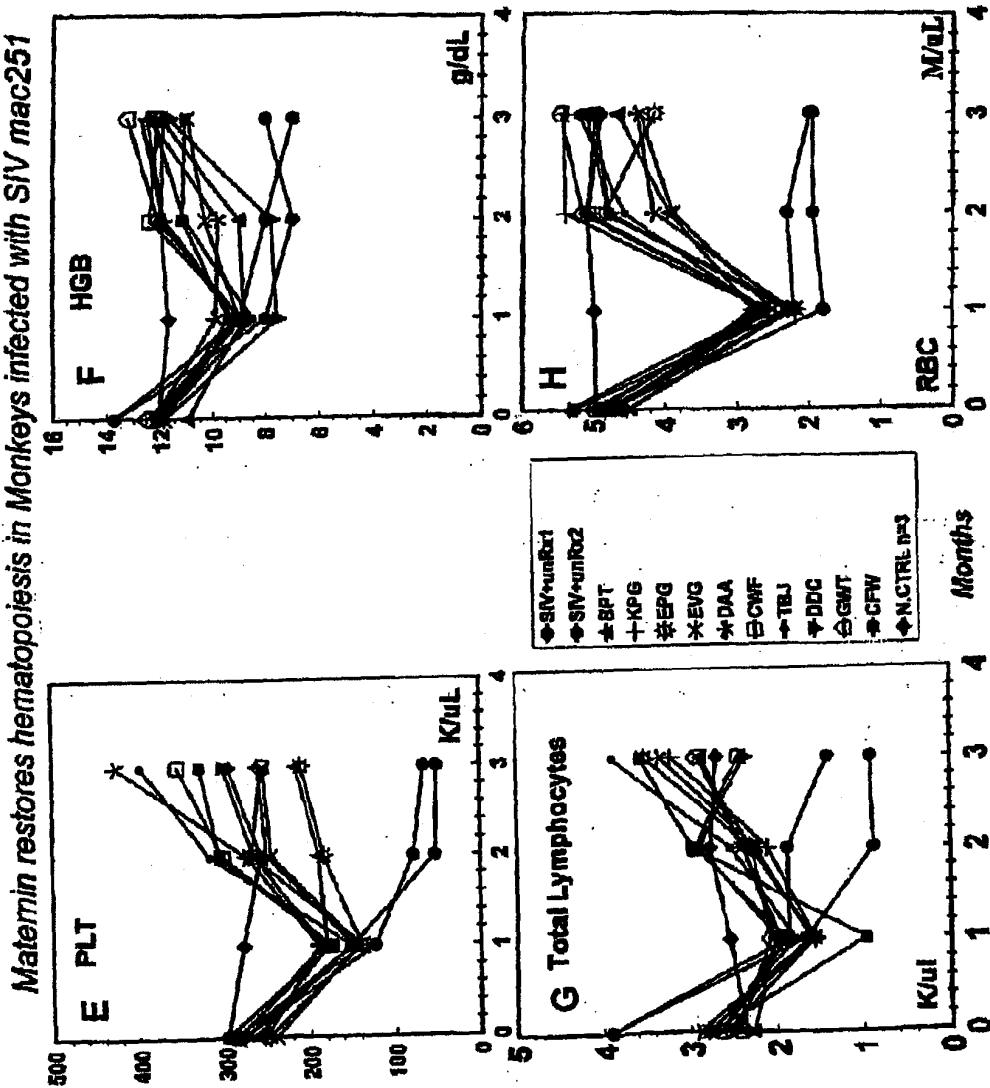 Maternin restores hematopoiesis in Monkeys infected with SIV mac251
E PLT
500
400
300
200
100
0
0 1 2 3 4
K/uL
F HGB
16
14
12
10
8
6
4
2
0
0 1 2 3 4
g/dL
G Total Lymphocytes
5
4
3
2
1
0
0 1 2 3 4
K/ul
H
6
5
4
3
2
1
0
0 1 2 3 4
RBC
M/uL
SIV+unRx1
SIV+unRx2
BPT
KPG
EPG
EVG
DAA
CWF
TBJ
DDC
GWT
CFW
N.CTRL n=3
Months